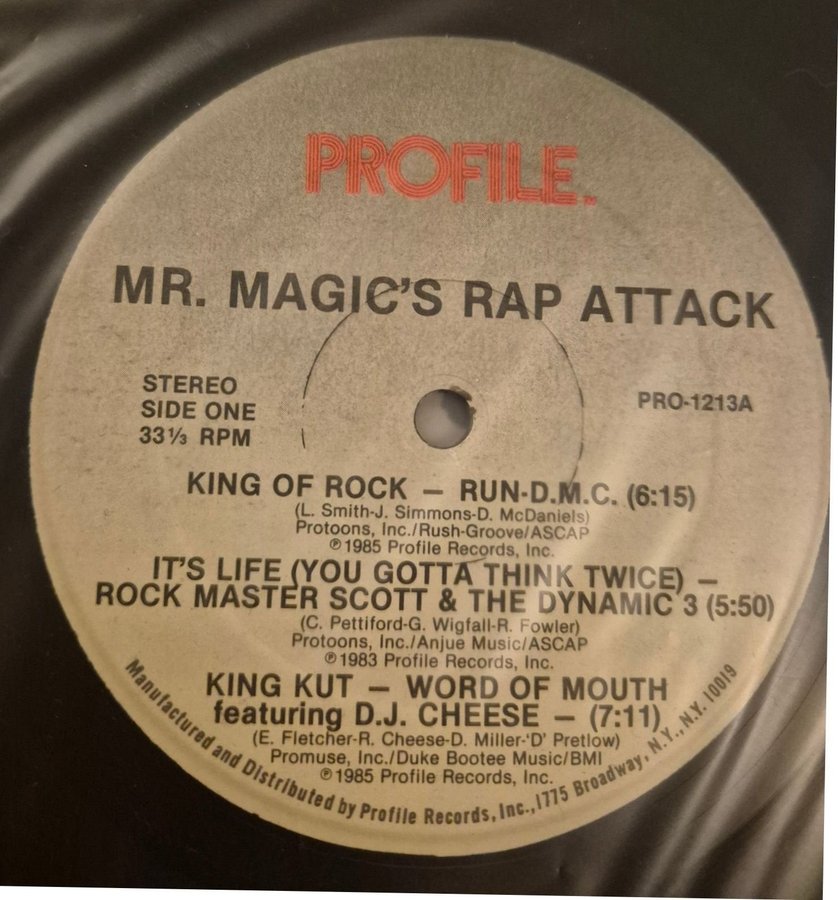 PROFILE™
MR. MAGIC'S RAP ATTACK
STEREO
SIDE ONE
33⅓ RPM
PRO-1213A
KING OF ROCK — RUN-D.M.C. (6:15)
(L. Smith-J. Simmons-D. McDaniels)
Protoons, Inc./Rush-Groove/ASCAP
℗1985 Profile Records, Inc.
IT'S LIFE (YOU GOTTA THINK TWICE) —
ROCK MASTER SCOTT & THE DYNAMIC 3 (5:50)
(C. Pettiford-G. Wigfall-R. Fowler)
Protoons, Inc./Anjue Music/ASCAP
℗1983 Profile Records, Inc.
KING KUT — WORD OF MOUTH
featuring D.J. CHEESE — (7:11)
(E. Fletcher-R. Cheese-D. Miller-'D' Pretlow)
Promuse, Inc./Duke Bootee Music/BMI
℗1985 Profile Records, Inc.
Manufactured and Distributed by Profile Records, Inc., 1775 Broadway, N.Y., N.Y. 10019